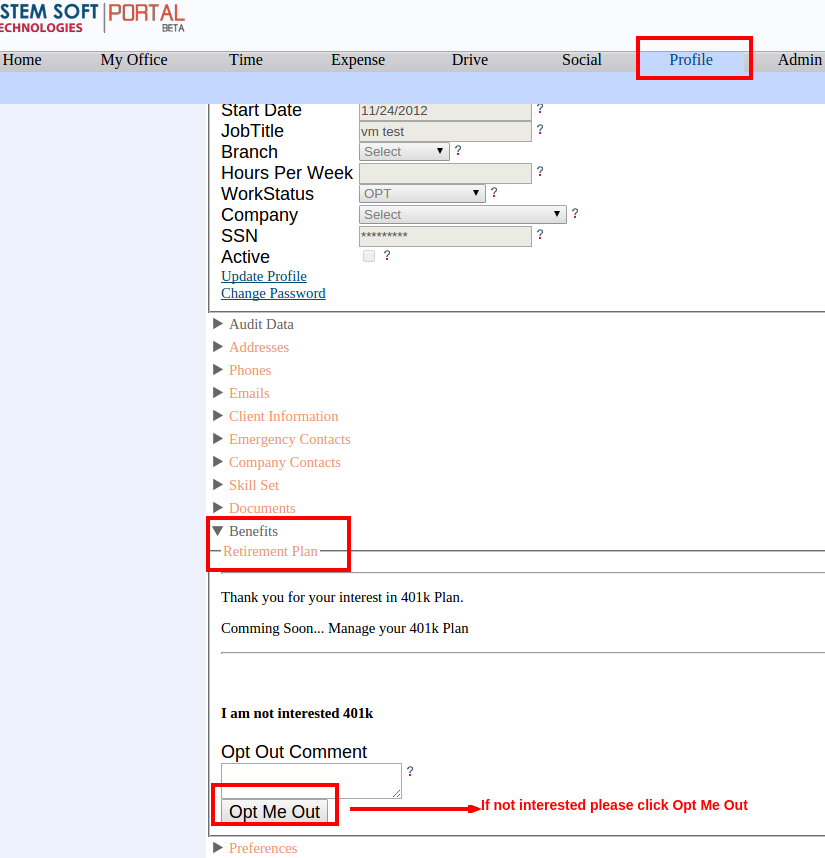 STEM SOFT PORTAL
ECHNOLOGIES BETA
Home My Office Time Expense Drive Social Profile Admin
Start Date 11/24/2012 ?
JobTitle vm test ?
Branch Select ?
Hours Per Week ?
WorkStatus OPT ?
Company Select ?
SSN ********* ?
Active ?
Update Profile
Change Password
Audit Data
Addresses
Phones
Emails
Client Information
Emergency Contacts
Company Contacts
Skill Set
Documents
Benefits
Retirement Plan
Thank you for your interest in 401k Plan.
Comming Soon... Manage your 401k Plan
I am not interested 401k
Opt Out Comment
?
Opt Me Out If not interested please click Opt Me Out
Preferences